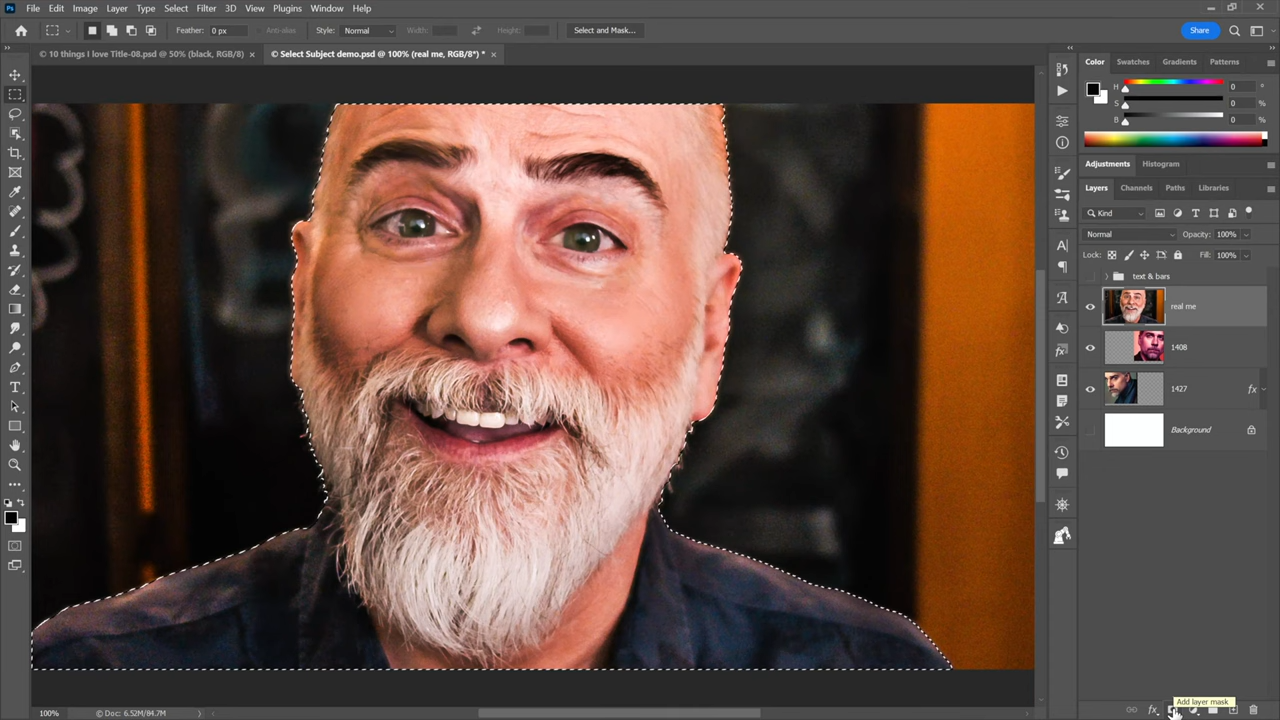 Ps File Edit Image Layer Type Select Filter 3D View Plugins Window Help
Feather: 0 px Anti-alias Style: Normal Width: Height: Select and Mask... Share
© 10 things I love Title-08.psd @ 50% (black, RGB/8) × © Select Subject demo.psd @ 100% (real me, RGB/8*) * ×
Color Swatches Gradients Patterns
H 0 °
S 0 %
B 0 %
Adjustments Histogram
Layers Channels Paths Libraries
Kind
Normal Opacity: 100%
Lock: Fill: 100%
text & bars
real me
1408
1427 fx
Background
Add layer mask
100% © Doc: 6.52M/84.7M fx